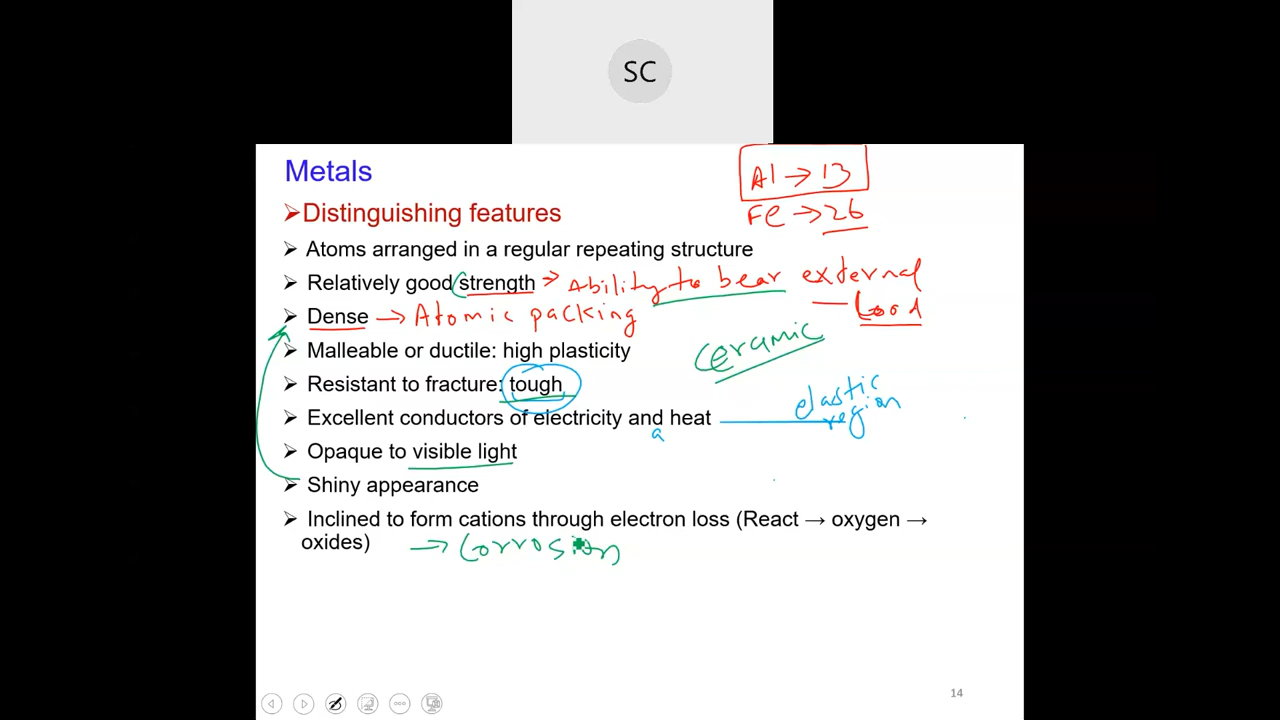 SC
Metals
Al → 13
Fe → 26
➤Distinguishing features
➤ Atoms arranged in a regular repeating structure
➤ Relatively good strength → Ability to bear external
Load
➤ Dense → Atomic packing
➤ Malleable or ductile: high plasticity
ceramic
➤ Resistant to fracture: tough
elastic
region
➤ Excellent conductors of electricity and heat
a
➤ Opaque to visible light
➤ Shiny appearance
➤ Inclined to form cations through electron loss (React → oxygen →
oxides)
→ Corrosion
14